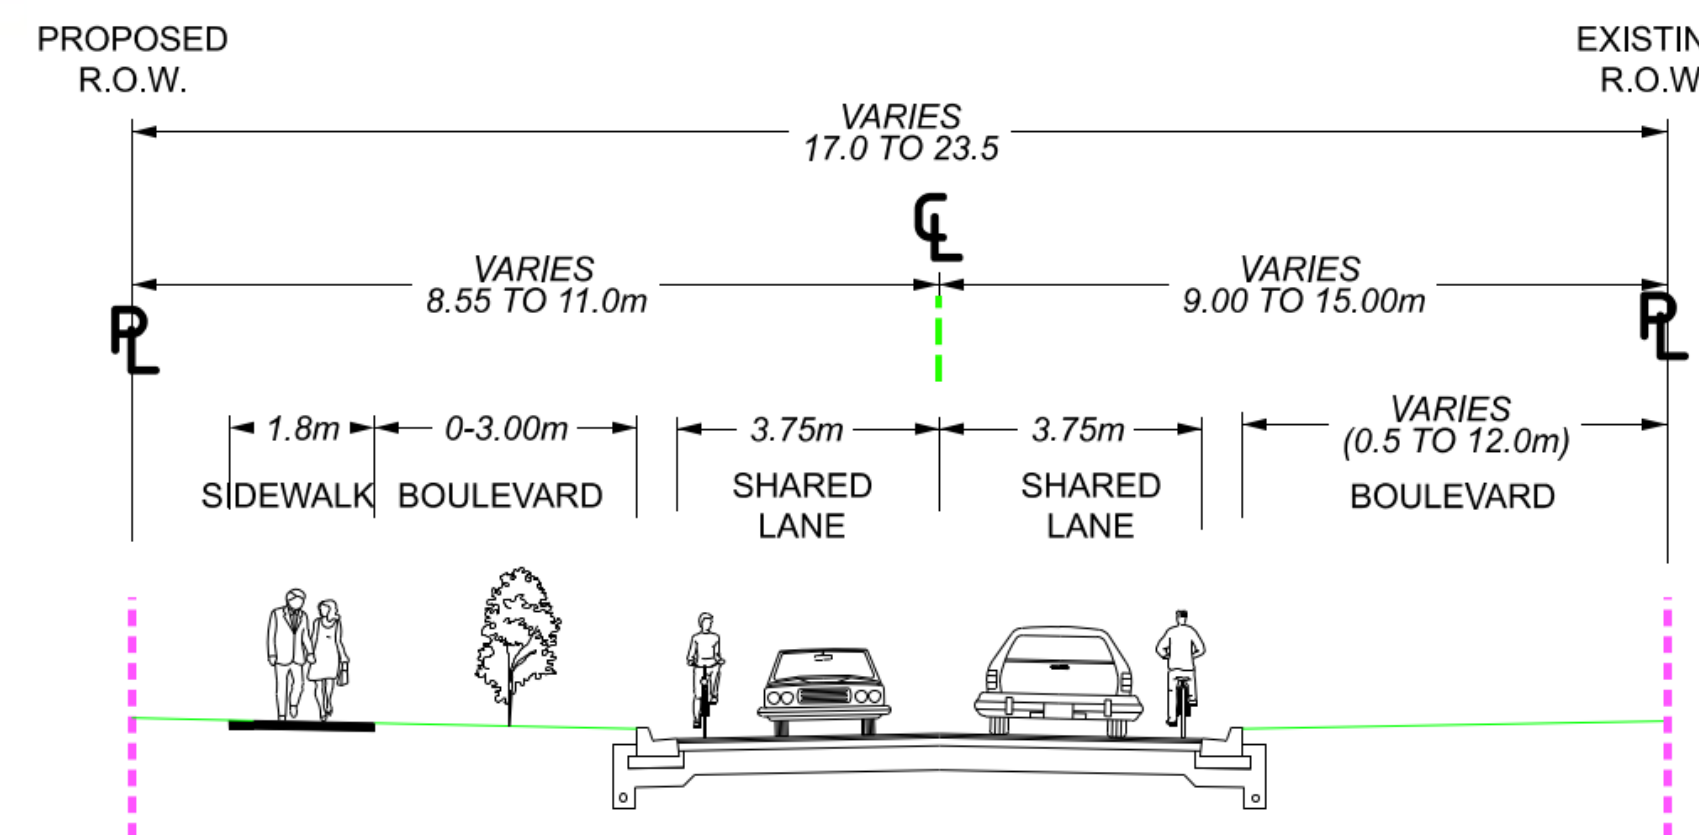 PROPOSED
R.O.W.
EXISTIN
R.O.W
VARIES
17.0 TO 23.5
CL
VARIES
8.55 TO 11.0m
VARIES
9.00 TO 15.00m
PL
PL
1.8m
0-3.00m
3.75m
3.75m
VARIES
(0.5 TO 12.0m)
SIDEWALK
BOULEVARD
SHARED
LANE
SHARED
LANE
BOULEVARD